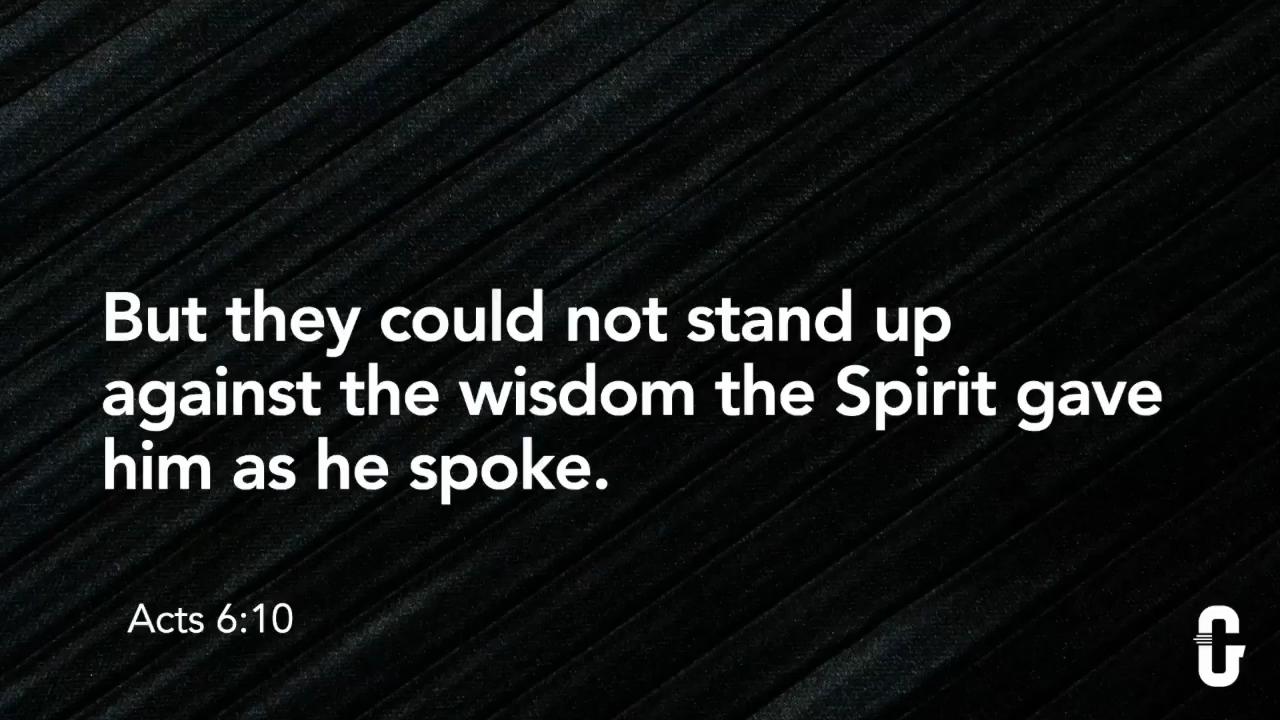 But they could not stand up
against the wisdom the Spirit gave
him as he spoke.
Acts 6:10